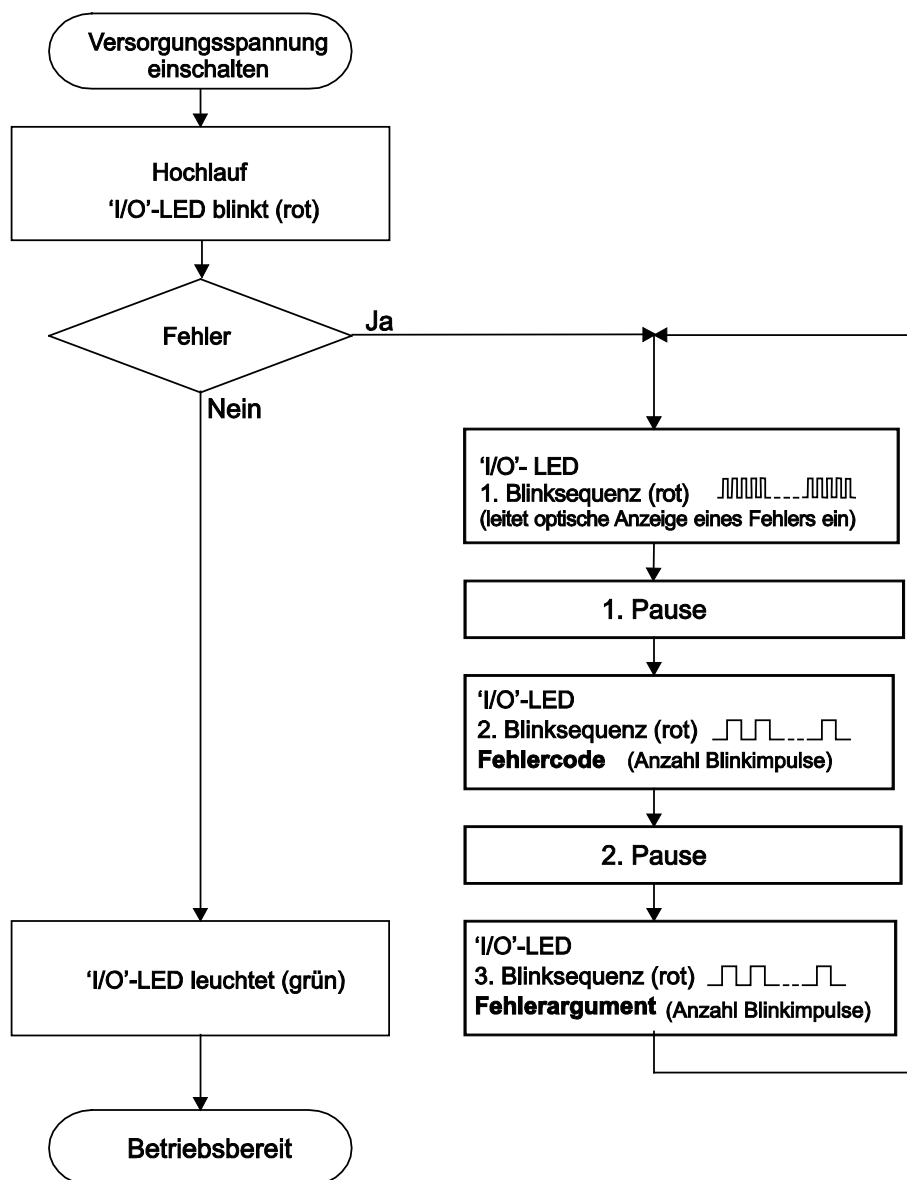 Versorgungsspannung
einschalten
Hochlauf
'I/O'-LED blinkt (rot)
Fehler
Ja
Nein
'I/O'- LED
1. Blinksequenz (rot)
(leitet optische Anzeige eines Fehlers ein)
1. Pause
'I/O'-LED
2. Blinksequenz (rot)
Fehlercode (Anzahl Blinkimpulse)
2. Pause
'I/O'-LED
3. Blinksequenz (rot)
Fehlerargument (Anzahl Blinkimpulse)
'I/O'-LED leuchtet (grün)
Betriebsbereit